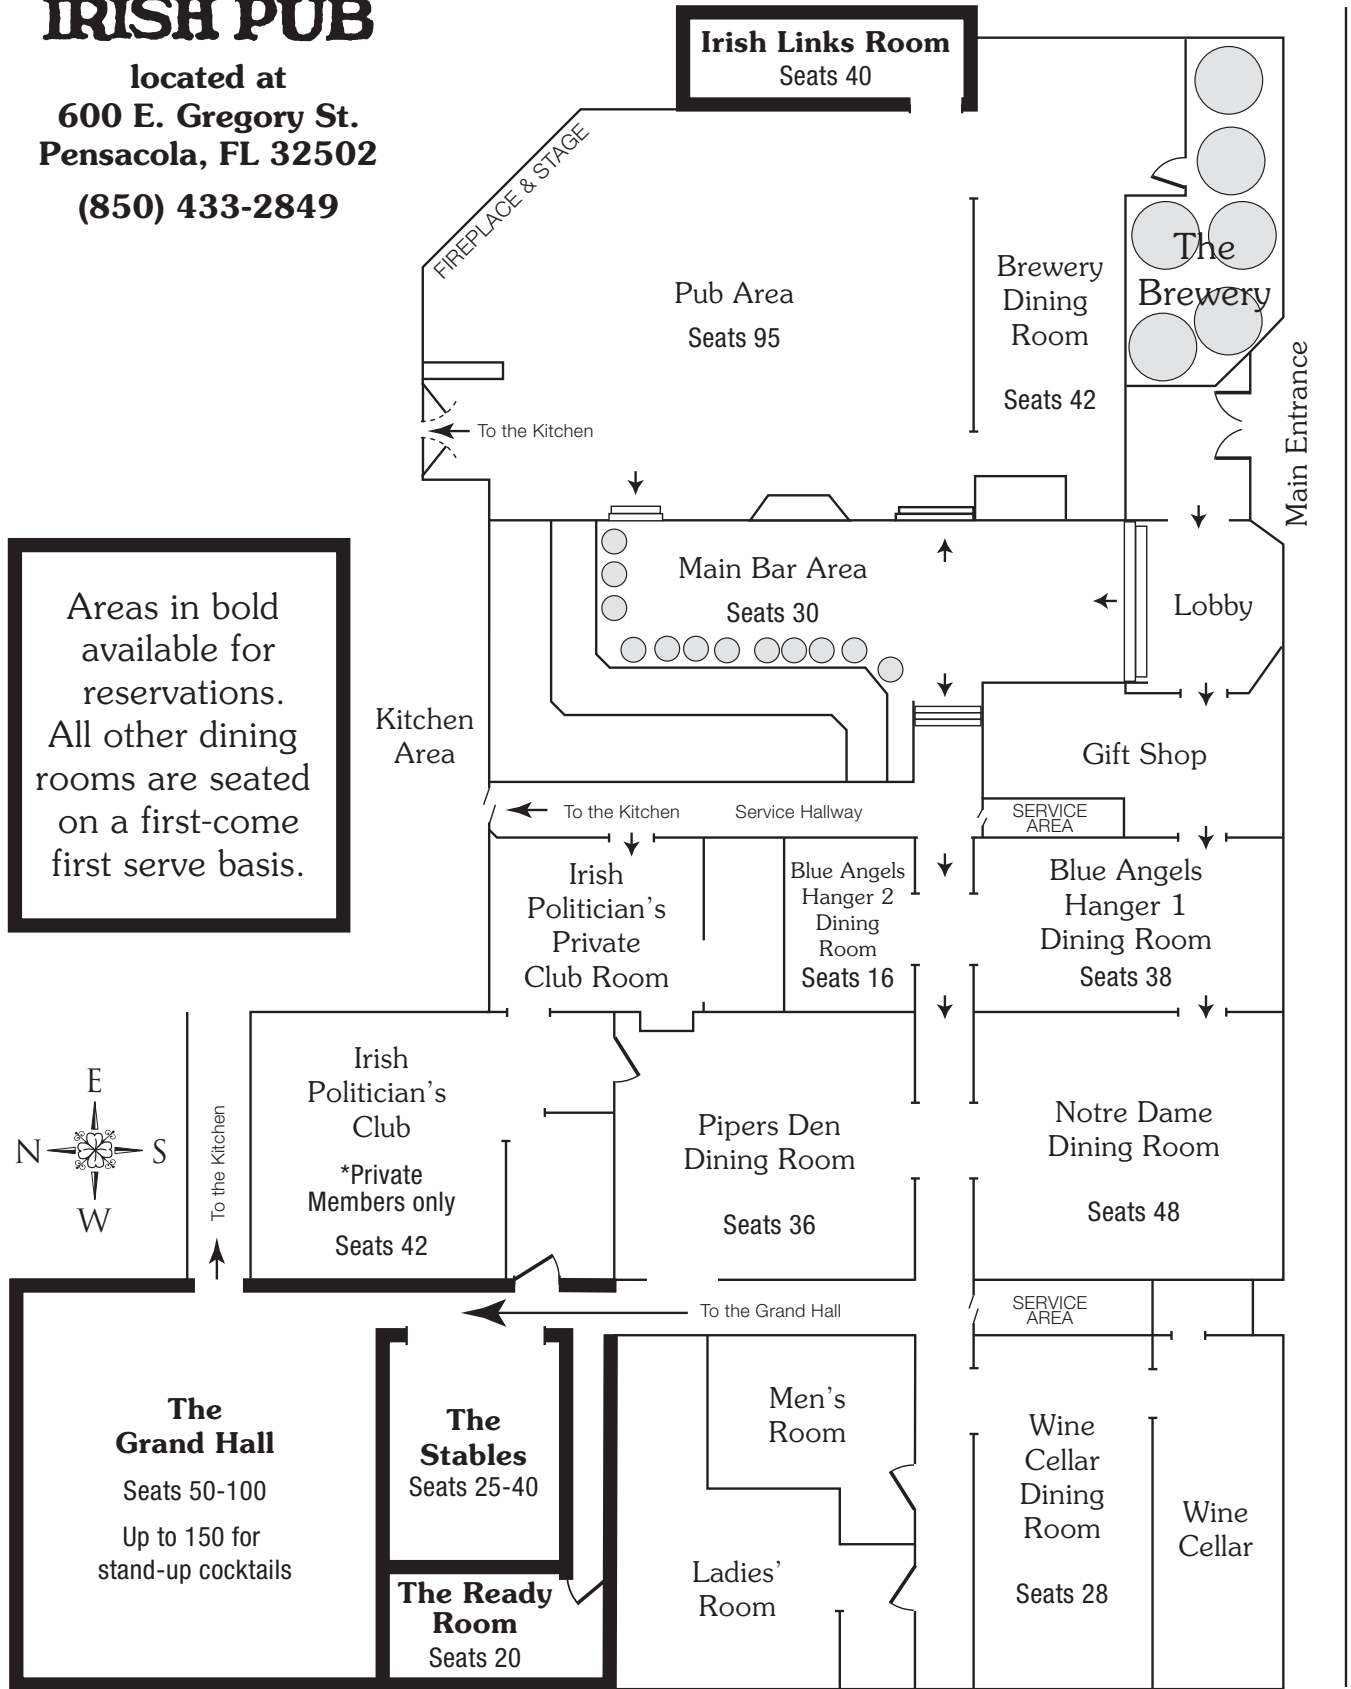 IRISH PUB
located at
600 E. Gregory St.
Pensacola, FL 32502
(850) 433-2849
Irish Links Room
Seats 40
FIREPLACE & STAGE
Pub Area
Seats 95
Brewery
Dining
Room
Seats 42
The
Brewery
Main Entrance
To the Kitchen
Main Bar Area
Seats 30
Lobby
Areas in bold
available for
reservations.
All other dining
rooms are seated
on a first-come
first serve basis.
Kitchen
Area
Gift Shop
To the Kitchen
Service Hallway
SERVICE
AREA
Irish
Politician's
Private
Club Room
Blue Angels
Hanger 2
Dining
Room
Seats 16
Blue Angels
Hanger 1
Dining Room
Seats 38
E
N
S
W
To the Kitchen
Irish
Politician's
Club
*Private
Members only
Seats 42
Pipers Den
Dining Room
Seats 36
Notre Dame
Dining Room
Seats 48
To the Grand Hall
SERVICE
AREA
The
Grand Hall
Seats 50-100
Up to 150 for
stand-up cocktails
The
Stables
Seats 25-40
The Ready
Room
Seats 20
Men's
Room
Ladies'
Room
Wine
Cellar
Dining
Room
Seats 28
Wine
Cellar